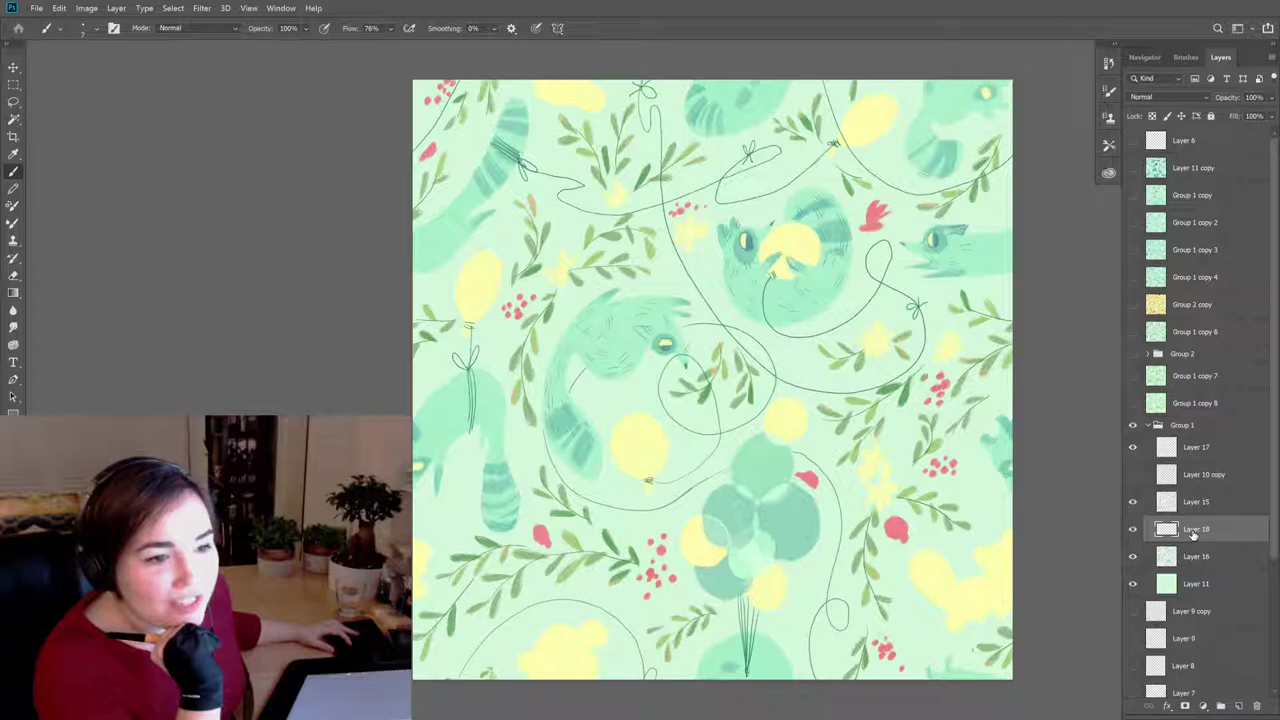 Ps File Edit Image Layer Type Select Filter 3D View Window Help
7 Mode: Normal Opacity: 100% Flow: 76% Smoothing: 0%
Navigator Brushes Layers
Kind
Normal Opacity: 100%
Lock: Fill: 100%
Layer 6
Layer 11 copy
Group 1 copy
Group 1 copy 2
Group 1 copy 3
Group 1 copy 4
Group 2 copy
Group 1 copy 6
Group 2
Group 1 copy 7
Group 1 copy 8
Group 1
Layer 17
Layer 10 copy
Layer 15
Layer 18
Layer 16
Layer 11
Layer 9 copy
Layer 9
Layer 8
Layer 7
fx